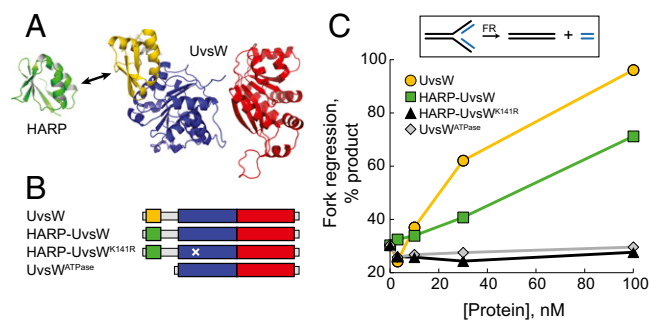 A
UvsW
HARP
B
UvsW
HARP-UvsW
HARP-UvsW^K141R
UvsW^ATPase
C
FR
+
Fork regression,
% product
100
80
60
40
20
UvsW
HARP-UvsW
HARP-UvsW^K141R
UvsW^ATPase
0
20
40
60
80
100
[Protein], nM